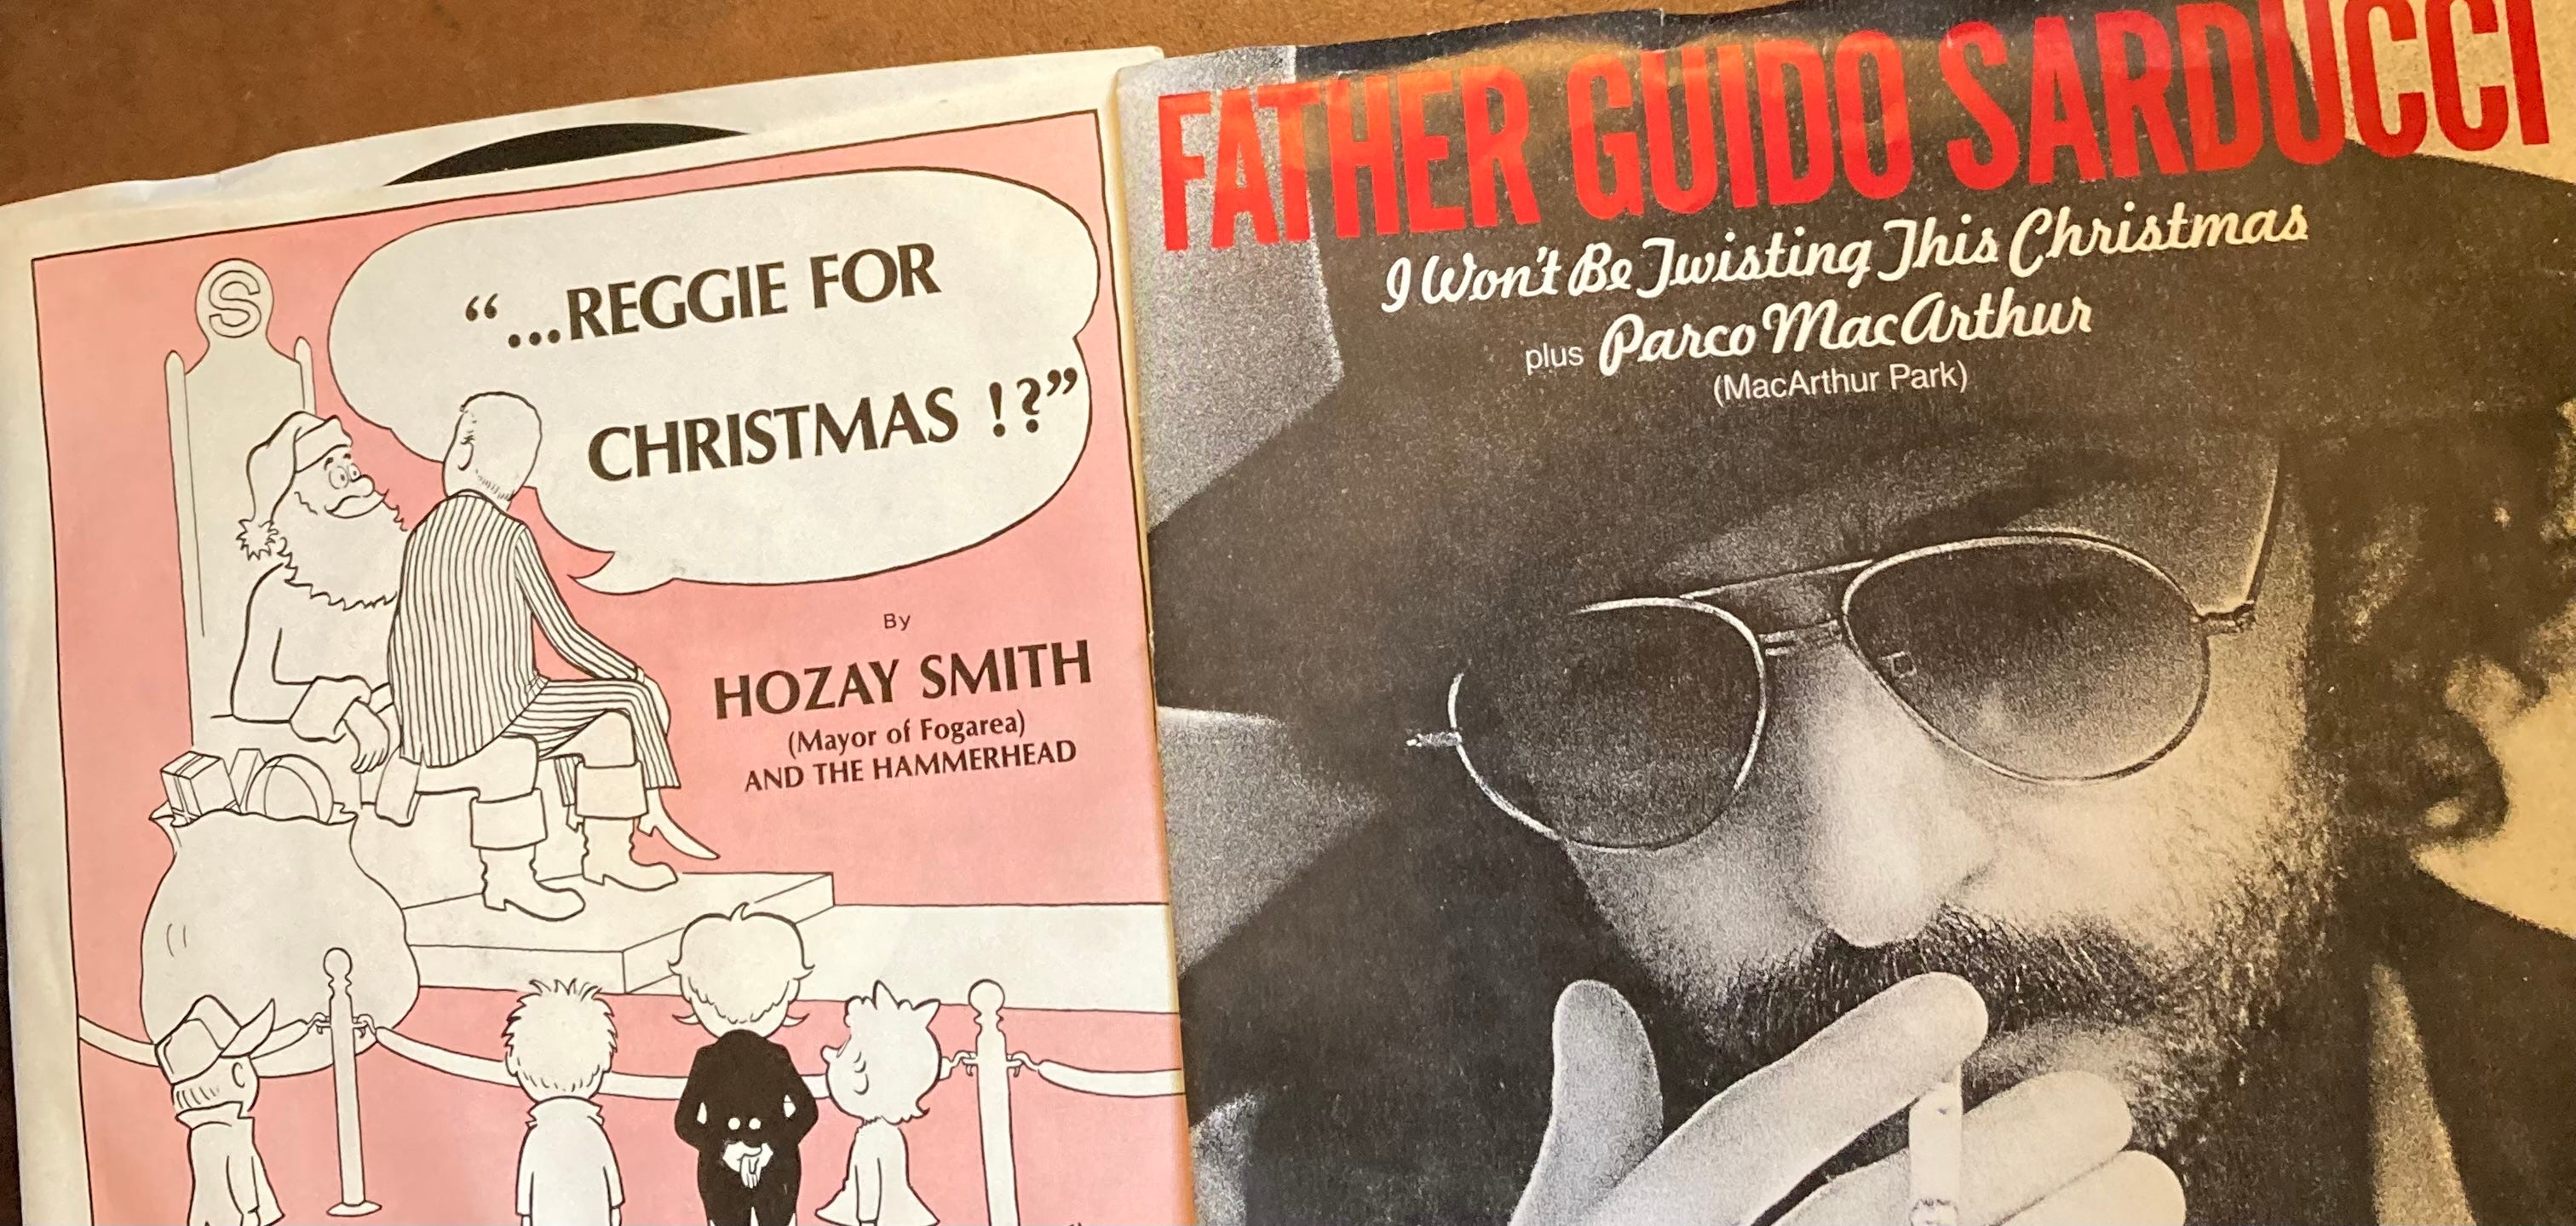 S
“...REGGIE FOR
CHRISTMAS !?”
By
HOZAY SMITH
(Mayor of Fogarea)
AND THE HAMMERHEAD
FATHER GUIDO SARDUCCI
I Won't Be Twisting This Christmas
plus Parco MacArthur
(MacArthur Park)